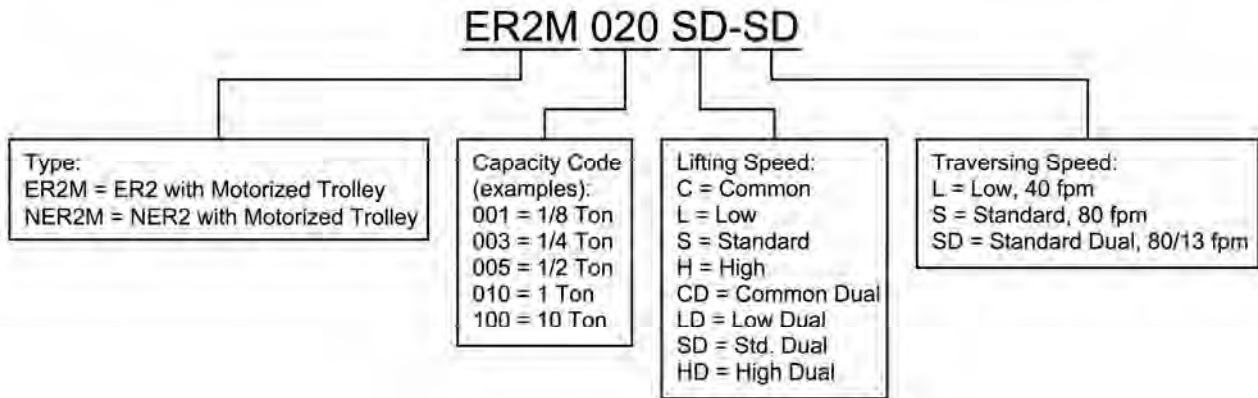 ER2M 020 SD-SD
Type:
ER2M = ER2 with Motorized Trolley
NER2M = NER2 with Motorized Trolley
Capacity Code
(examples):
001 = 1/8 Ton
003 = 1/4 Ton
005 = 1/2 Ton
010 = 1 Ton
100 = 10 Ton
Lifting Speed:
C = Common
L = Low
S = Standard
H = High
CD = Common Dual
LD = Low Dual
SD = Std. Dual
HD = High Dual
Traversing Speed:
L = Low, 40 fpm
S = Standard, 80 fpm
SD = Standard Dual, 80/13 fpm